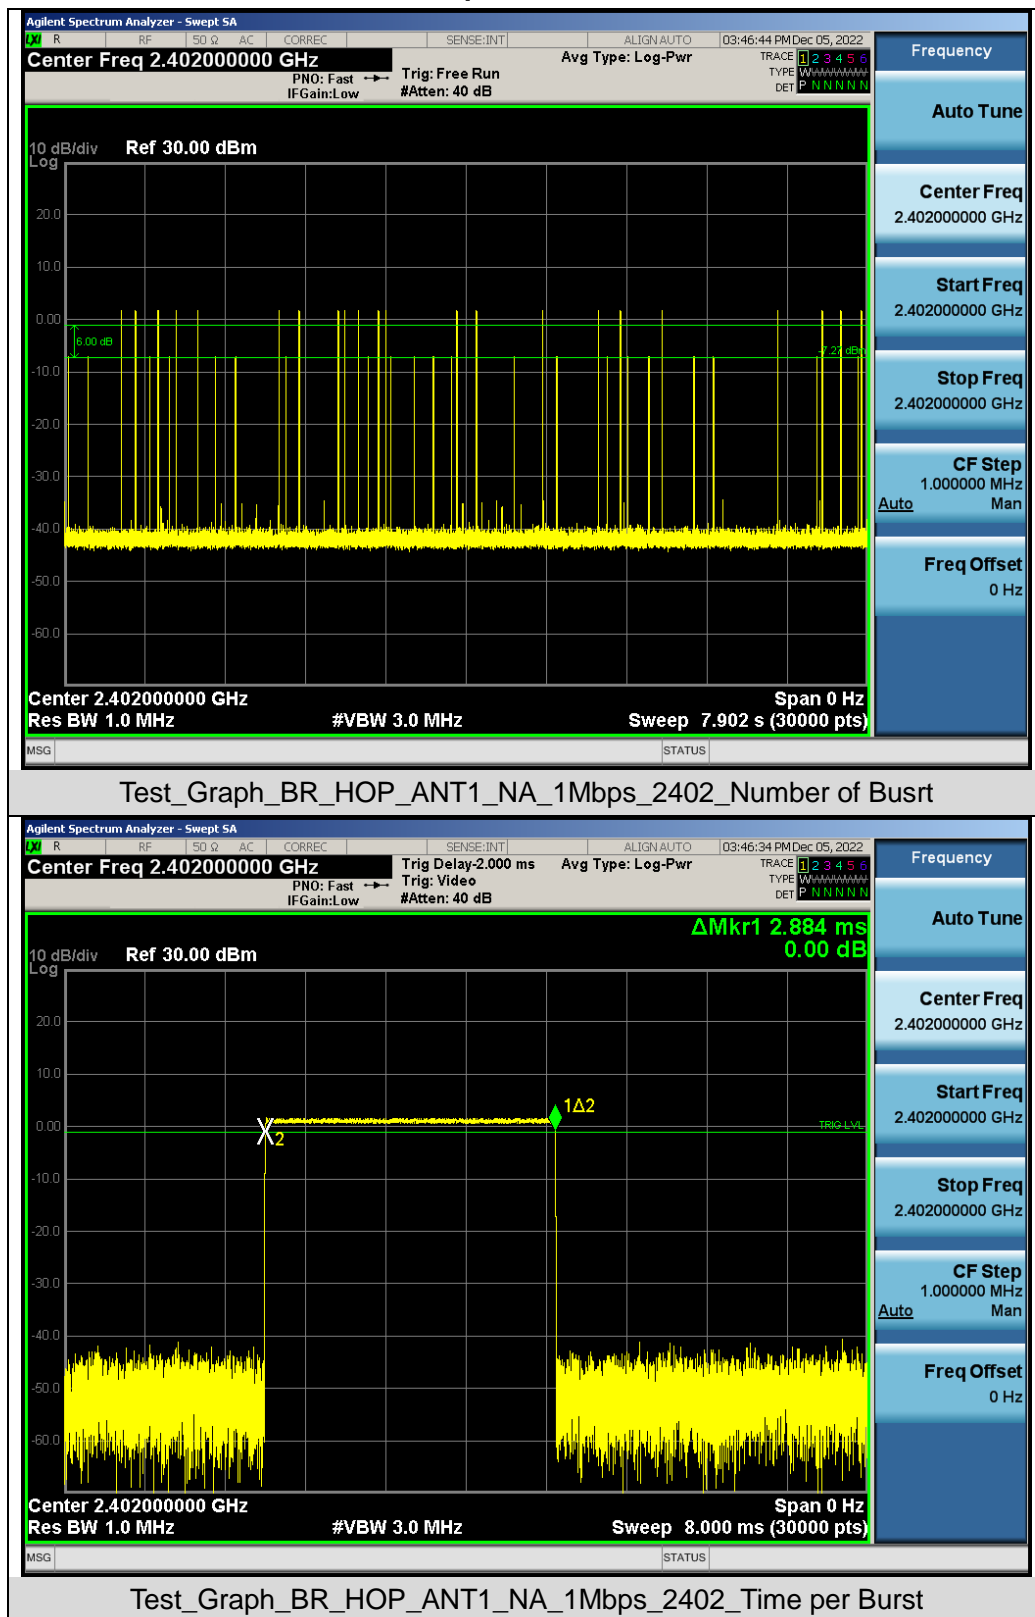 Agilent Spectrum Analyzer - Swept SA
LXI R RF 50 Ω AC CORREC SENSE:INT ALIGN AUTO 03:46:44 PM Dec 05, 2022
Center Freq 2.402000000 GHz
PNO: Fast
IFGain:Low
Trig: Free Run
#Atten: 40 dB
Avg Type: Log-Pwr
TRACE 1 2 3 4 5 6
TYPE
DET P N N N N N
Frequency
Auto Tune
Center Freq
2.402000000 GHz
Start Freq
2.402000000 GHz
Stop Freq
2.402000000 GHz
CF Step
1.000000 MHz
Auto Man
Freq Offset
0 Hz
10 dB/div Ref 30.00 dBm
Log
20.0
10.0
0.00
6.00 dB
-7.27 dBm
-10.0
-20.0
-30.0
-40.0
-50.0
-60.0
Center 2.402000000 GHz Span 0 Hz
Res BW 1.0 MHz #VBW 3.0 MHz Sweep 7.902 s (30000 pts)
MSG STATUS
Test_Graph_BR_HOP_ANT1_NA_1Mbps_2402_Number of Busrt
Agilent Spectrum Analyzer - Swept SA
LXI R RF 50 Ω AC CORREC SENSE:INT ALIGN AUTO 03:46:34 PM Dec 05, 2022
Center Freq 2.402000000 GHz
PNO: Fast
IFGain:Low
Trig Delay-2.000 ms
Trig: Video
#Atten: 40 dB
Avg Type: Log-Pwr
TRACE 1 2 3 4 5 6
TYPE
DET P N N N N N
Frequency
Auto Tune
Center Freq
2.402000000 GHz
Start Freq
2.402000000 GHz
Stop Freq
2.402000000 GHz
CF Step
1.000000 MHz
Auto Man
Freq Offset
0 Hz
ΔMkr1 2.884 ms
0.00 dB
10 dB/div Ref 30.00 dBm
Log
20.0
10.0
0.00
1Δ2
X2
TRIG LVL
-10.0
-20.0
-30.0
-40.0
-50.0
-60.0
Center 2.402000000 GHz Span 0 Hz
Res BW 1.0 MHz #VBW 3.0 MHz Sweep 8.000 ms (30000 pts)
MSG STATUS
Test_Graph_BR_HOP_ANT1_NA_1Mbps_2402_Time per Burst